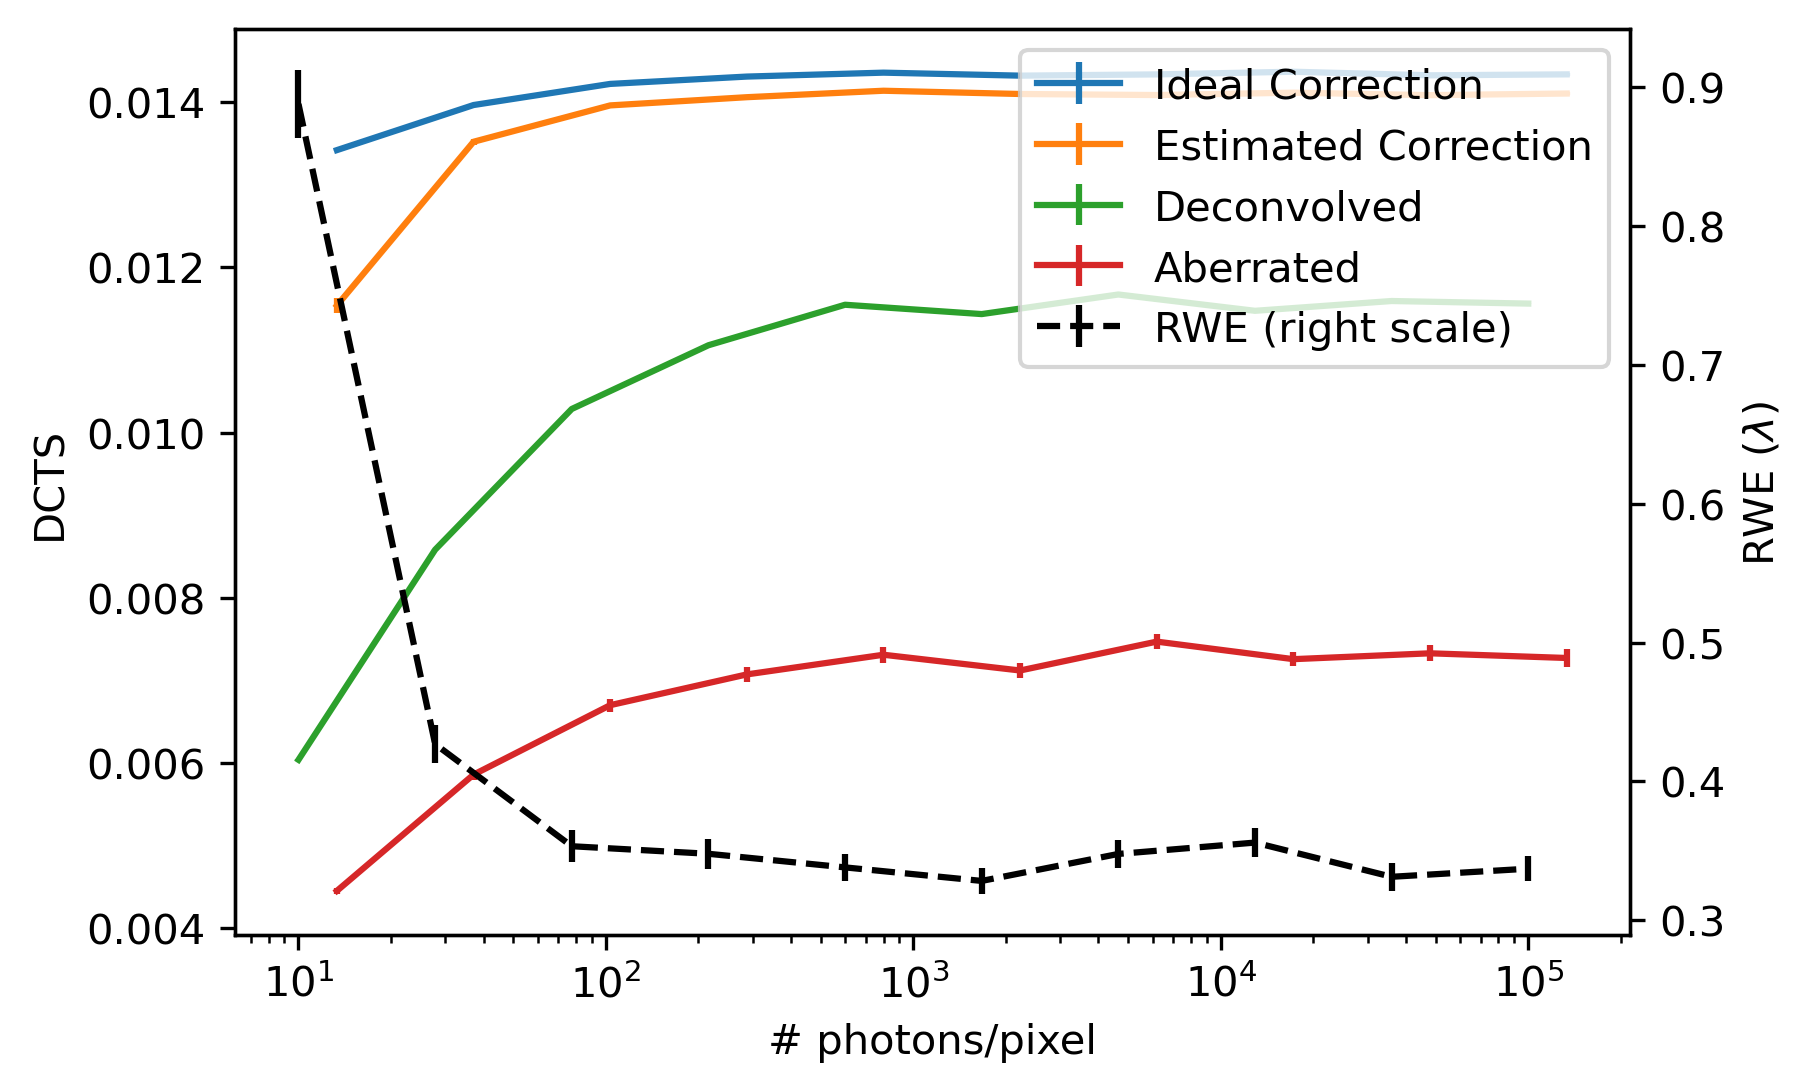 Ideal Correction
Estimated Correction
Deconvolved
Aberrated
RWE (right scale)
0.014
0.012
0.010
0.008
0.006
0.004
DCTS
0.9
0.8
0.7
0.6
0.5
0.4
0.3
RWE (λ)
10¹
10²
10³
10⁴
10⁵
# photons/pixel